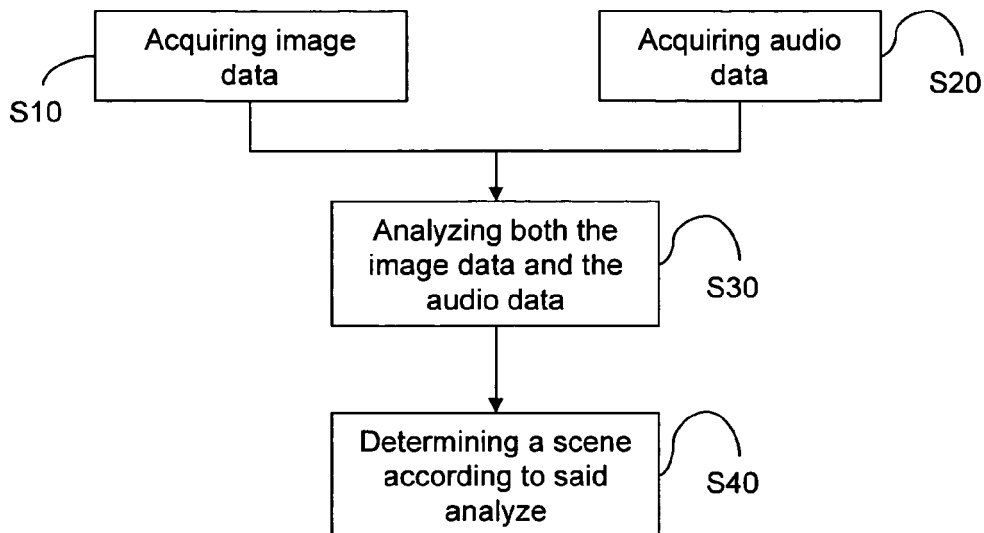 Acquiring image
data
Acquiring audio
data
S10
S20
Analyzing both the
image data and the
audio data
S30
Determining a scene
according to said
analyze
S40